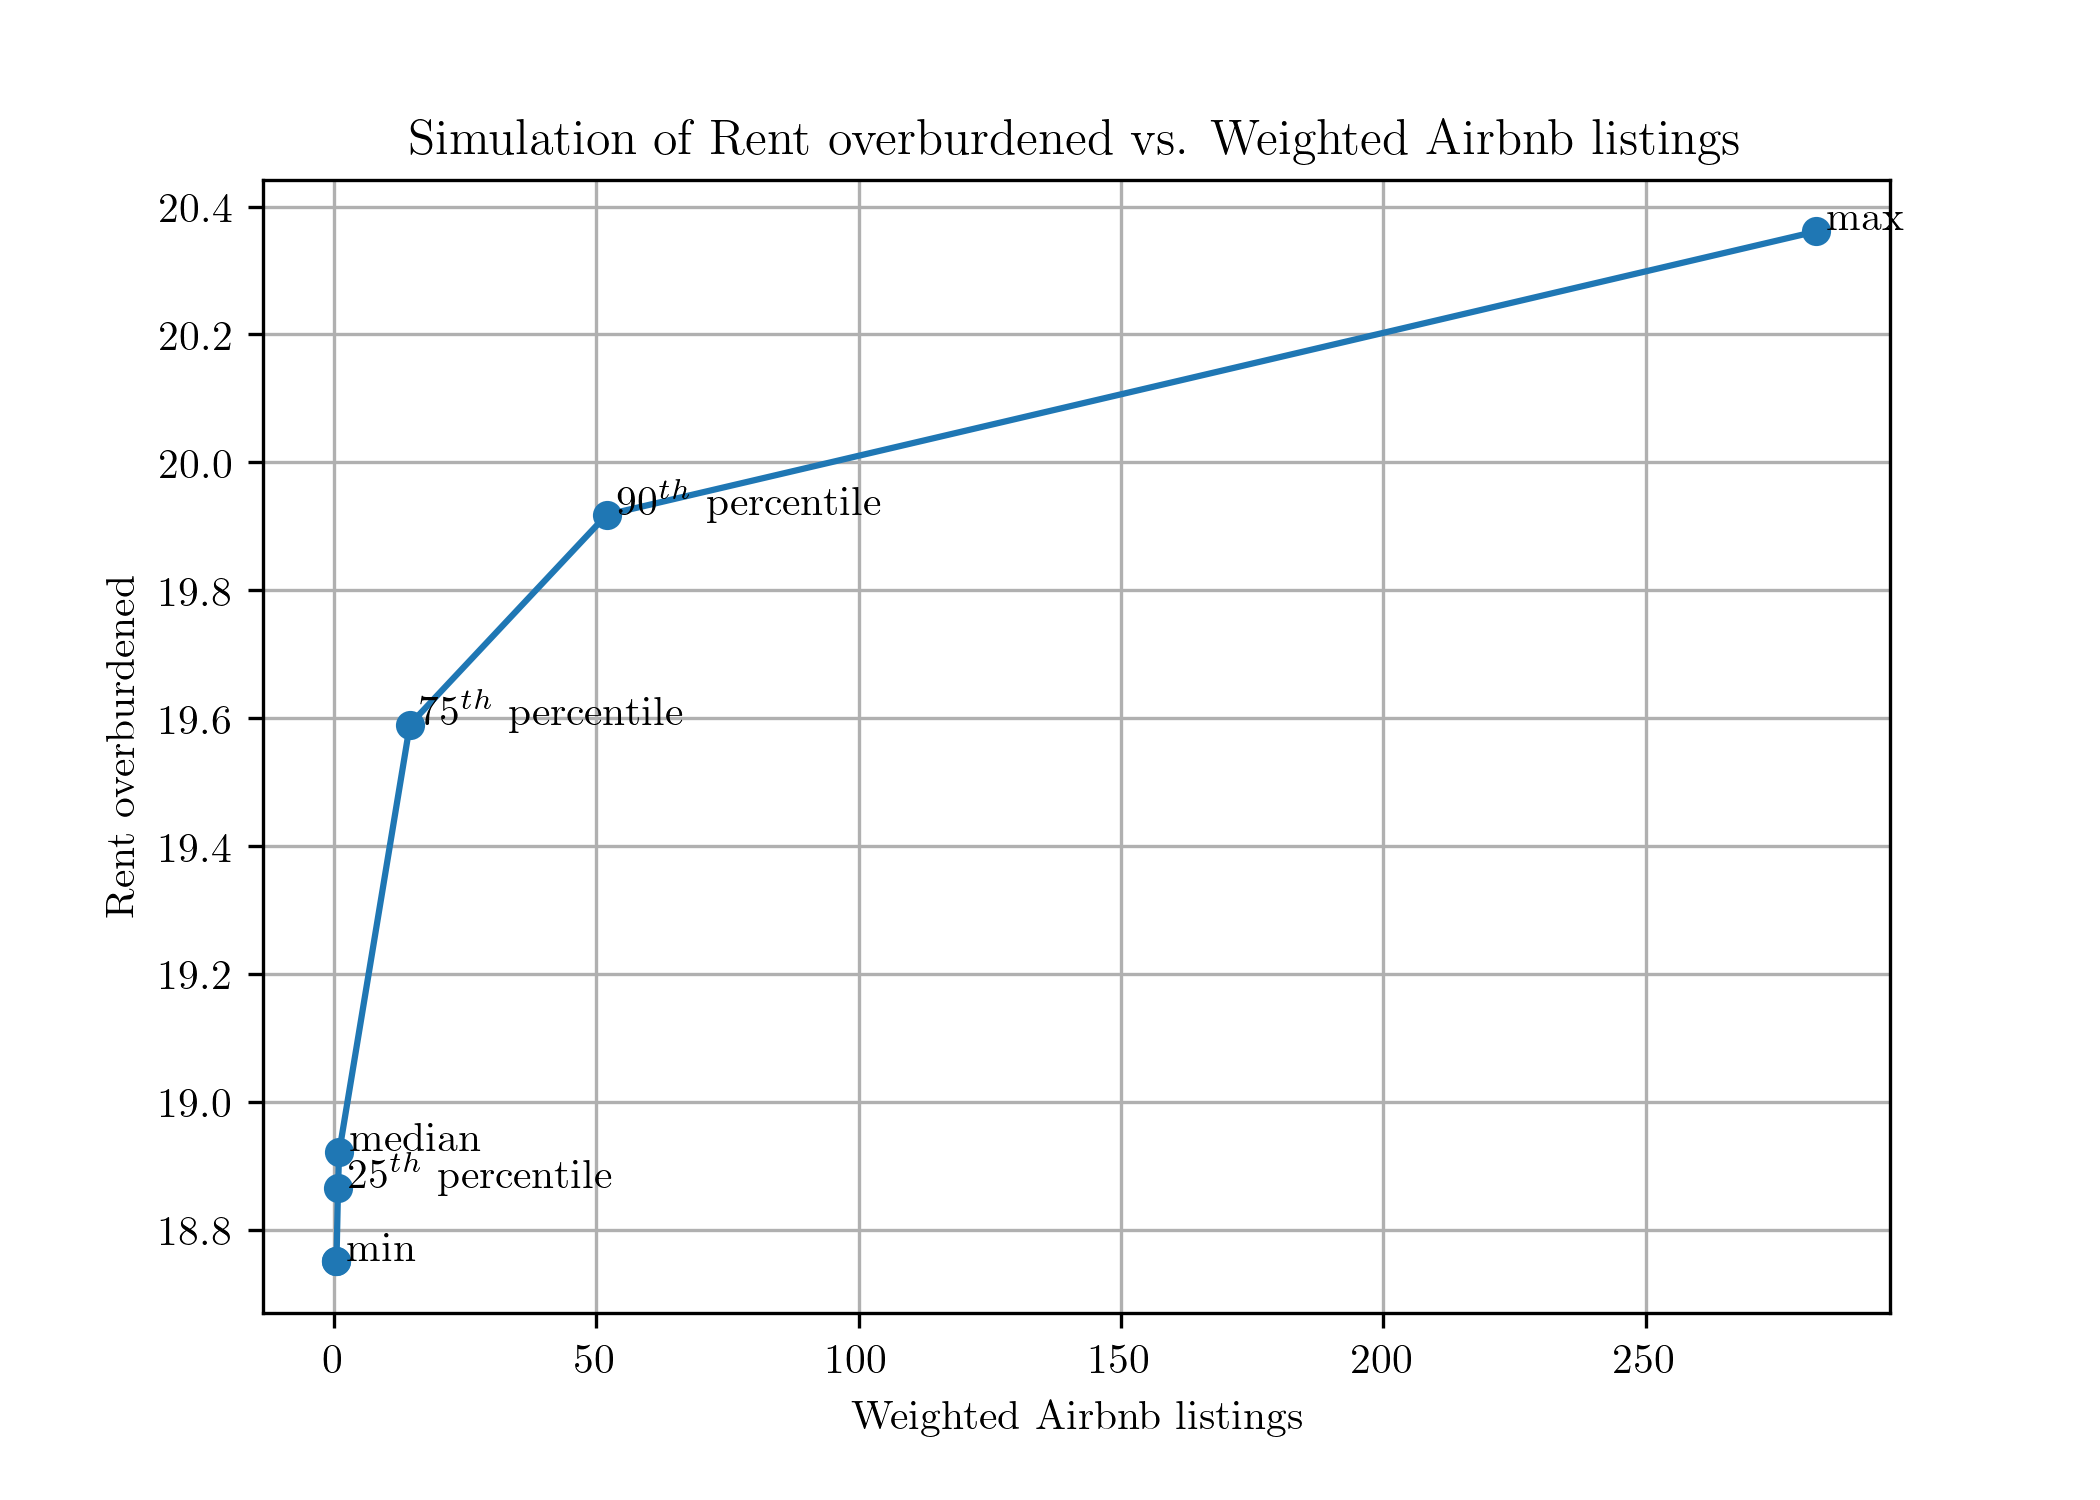 Simulation of Rent overburdened vs. Weighted Airbnb listings
20.4
max
20.2
20.0
90th percentile
19.8
75th percentile
19.6
Rent overburdened
19.4
19.2
19.0
median
25th percentile
18.8
min
0 50 100 150 200 250
Weighted Airbnb listings